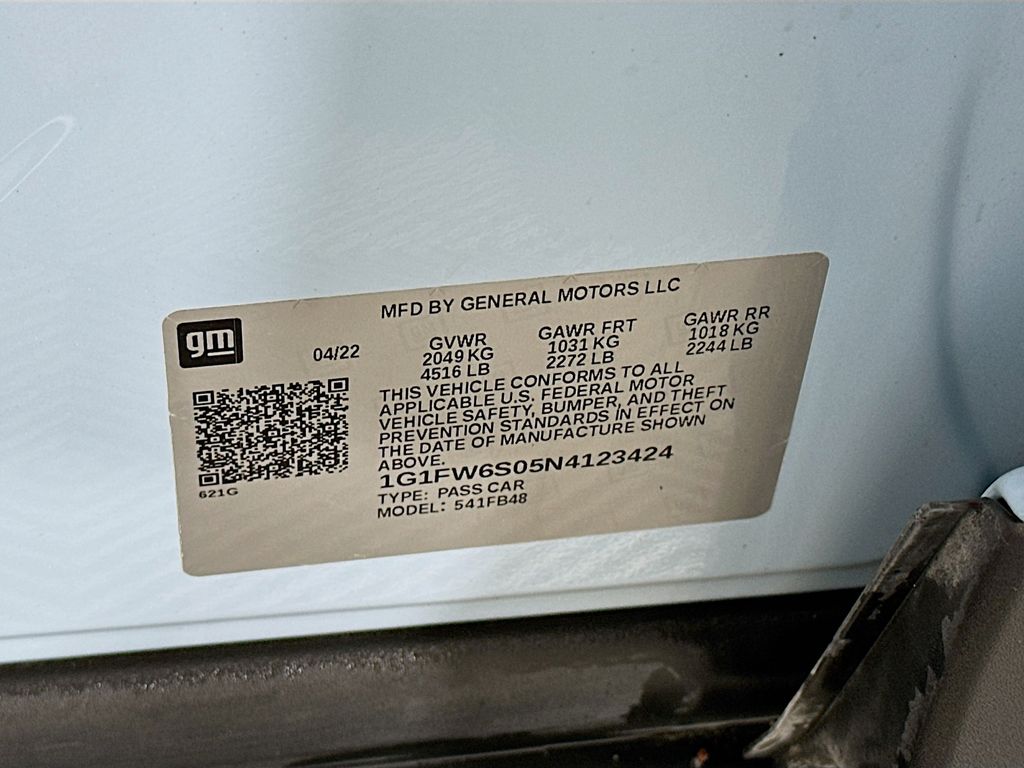 MFD BY GENERAL MOTORS LLC
gm
04/22
GVWR
2049 KG
4516 LB
GAWR FRT
1031 KG
2272 LB
GAWR RR
1018 KG
2244 LB
THIS VEHICLE CONFORMS TO ALL
APPLICABLE U.S. FEDERAL MOTOR
VEHICLE SAFETY, BUMPER, AND THEFT
PREVENTION STANDARDS IN EFFECT ON
THE DATE OF MANUFACTURE SHOWN
ABOVE.
1G1FW6S05N4123424
TYPE: PASS CAR
MODEL: 541FB48
621G